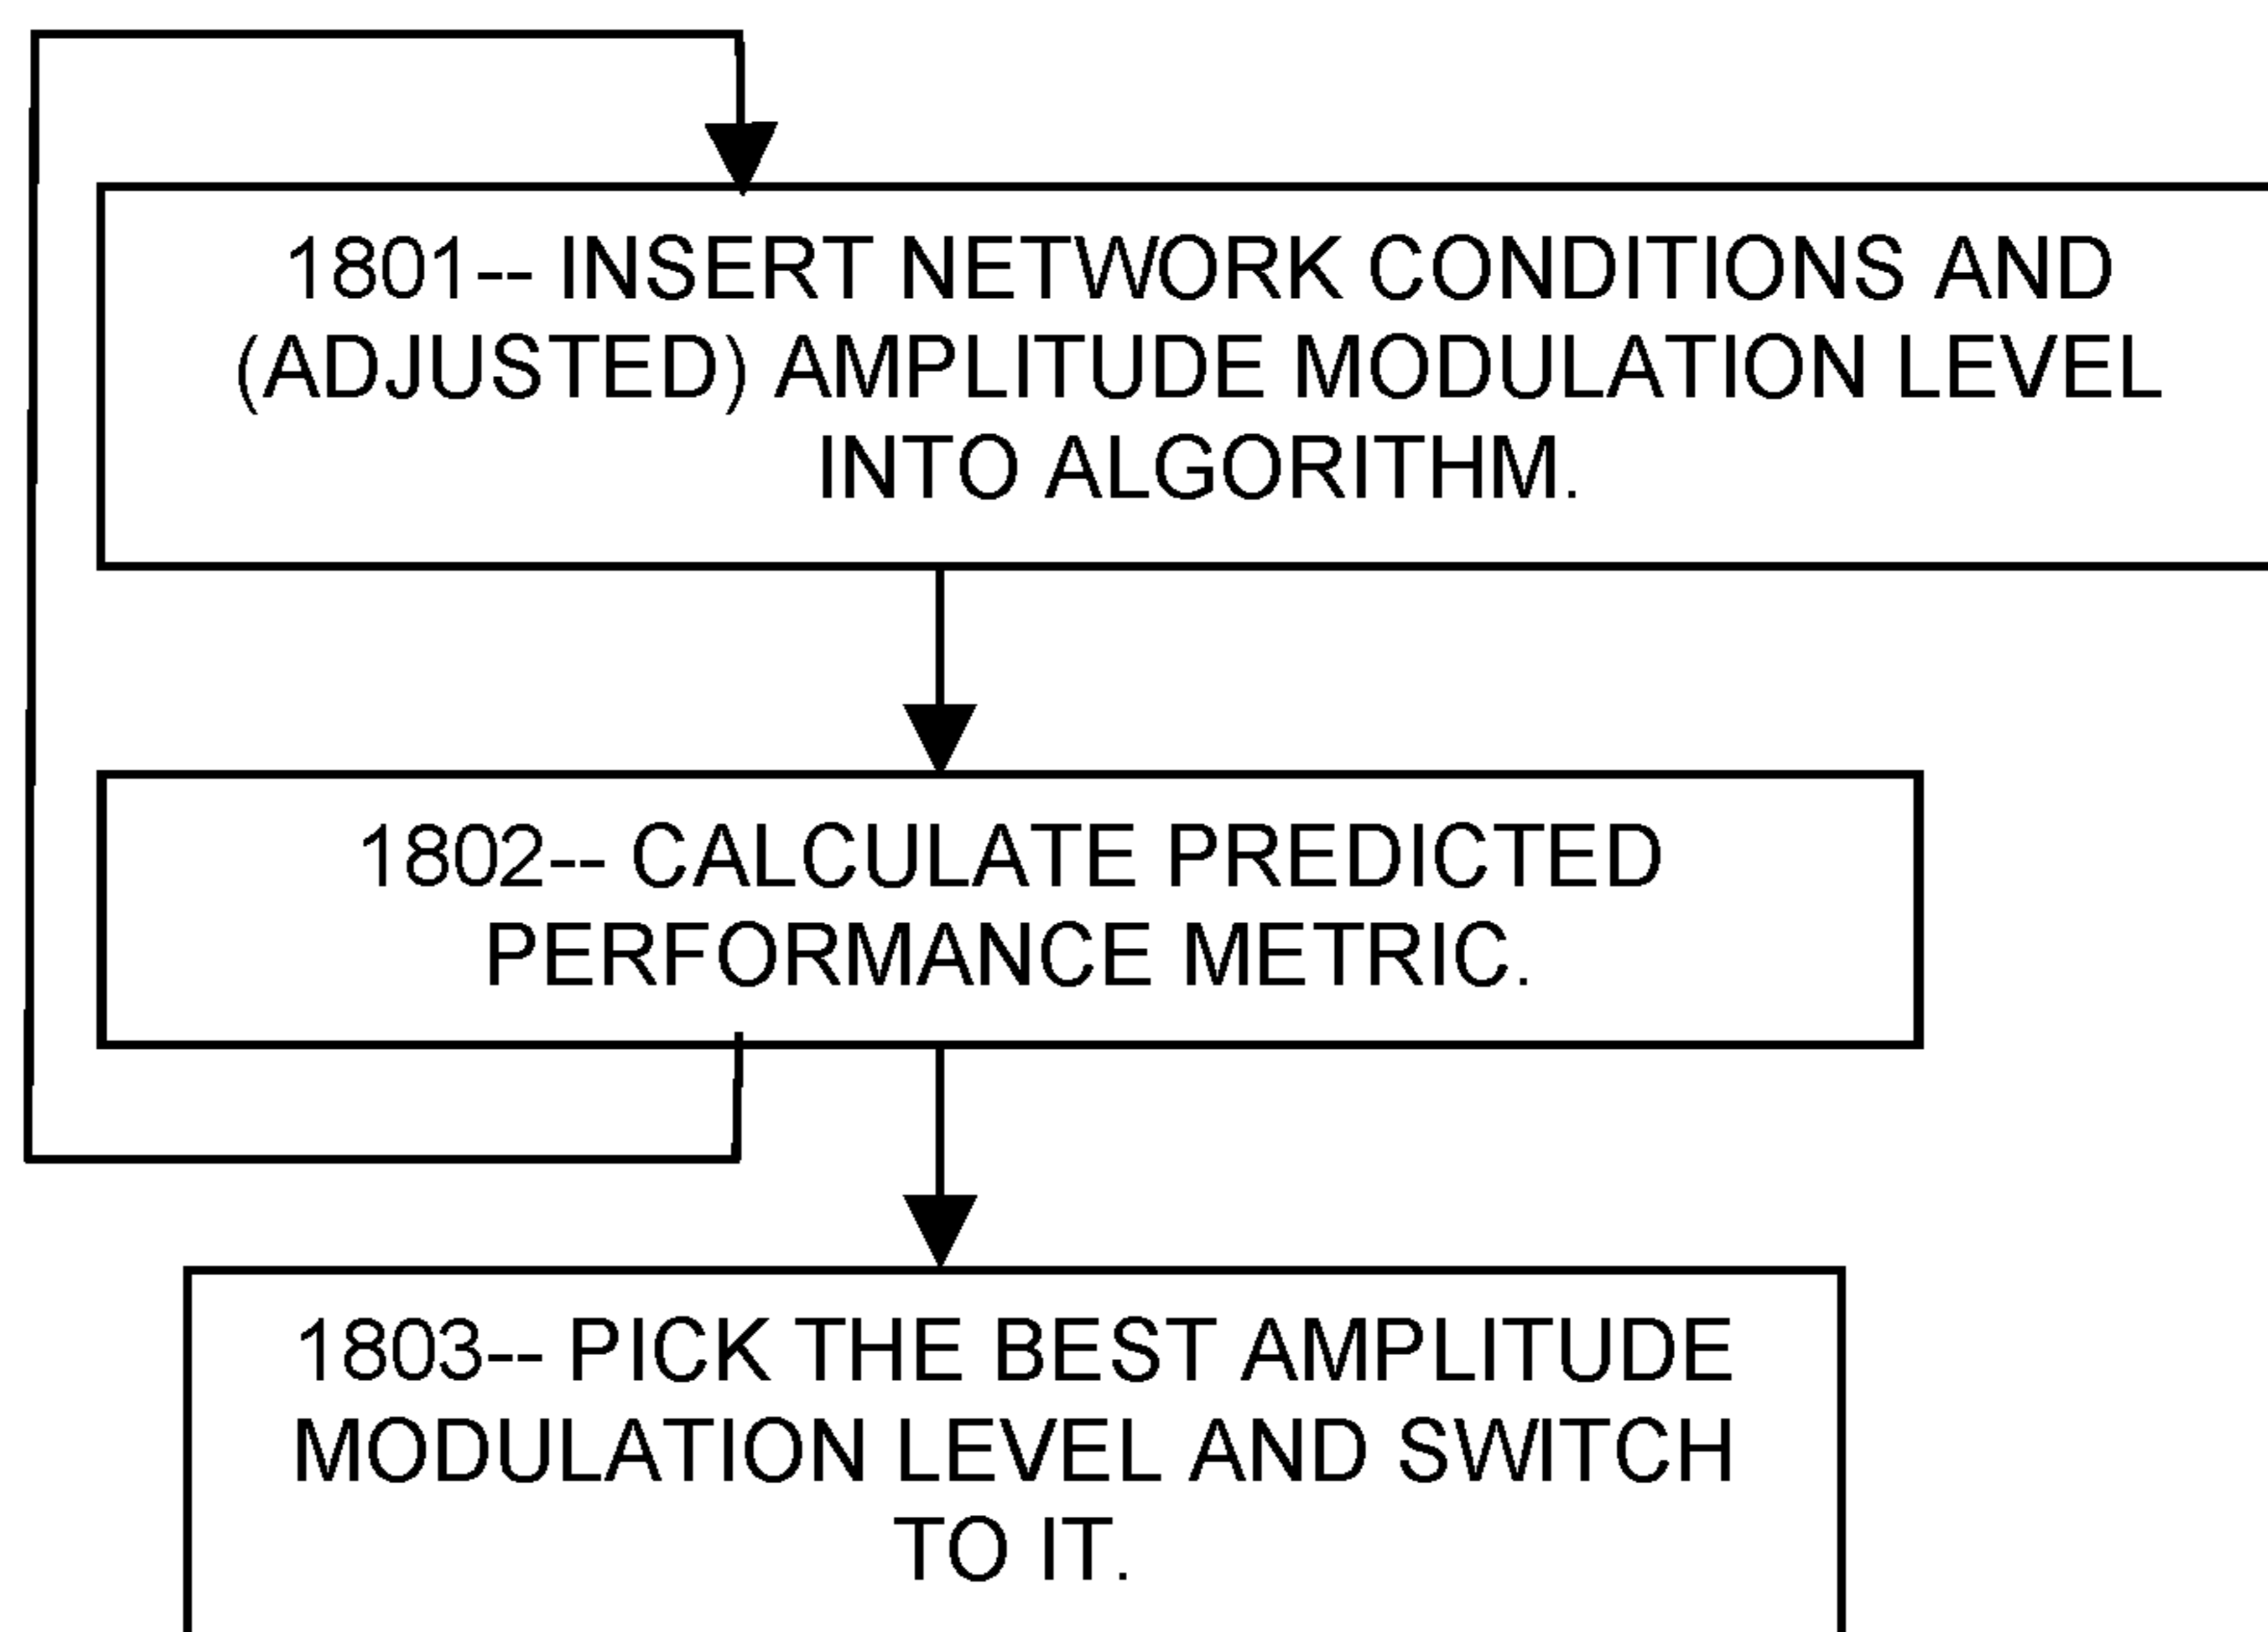 1801-- INSERT NETWORK CONDITIONS AND
(ADJUSTED) AMPLITUDE MODULATION LEVEL
INTO ALGORITHM.
1802-- CALCULATE PREDICTED
PERFORMANCE METRIC.
1803-- PICK THE BEST AMPLITUDE
MODULATION LEVEL AND SWITCH
TO IT.